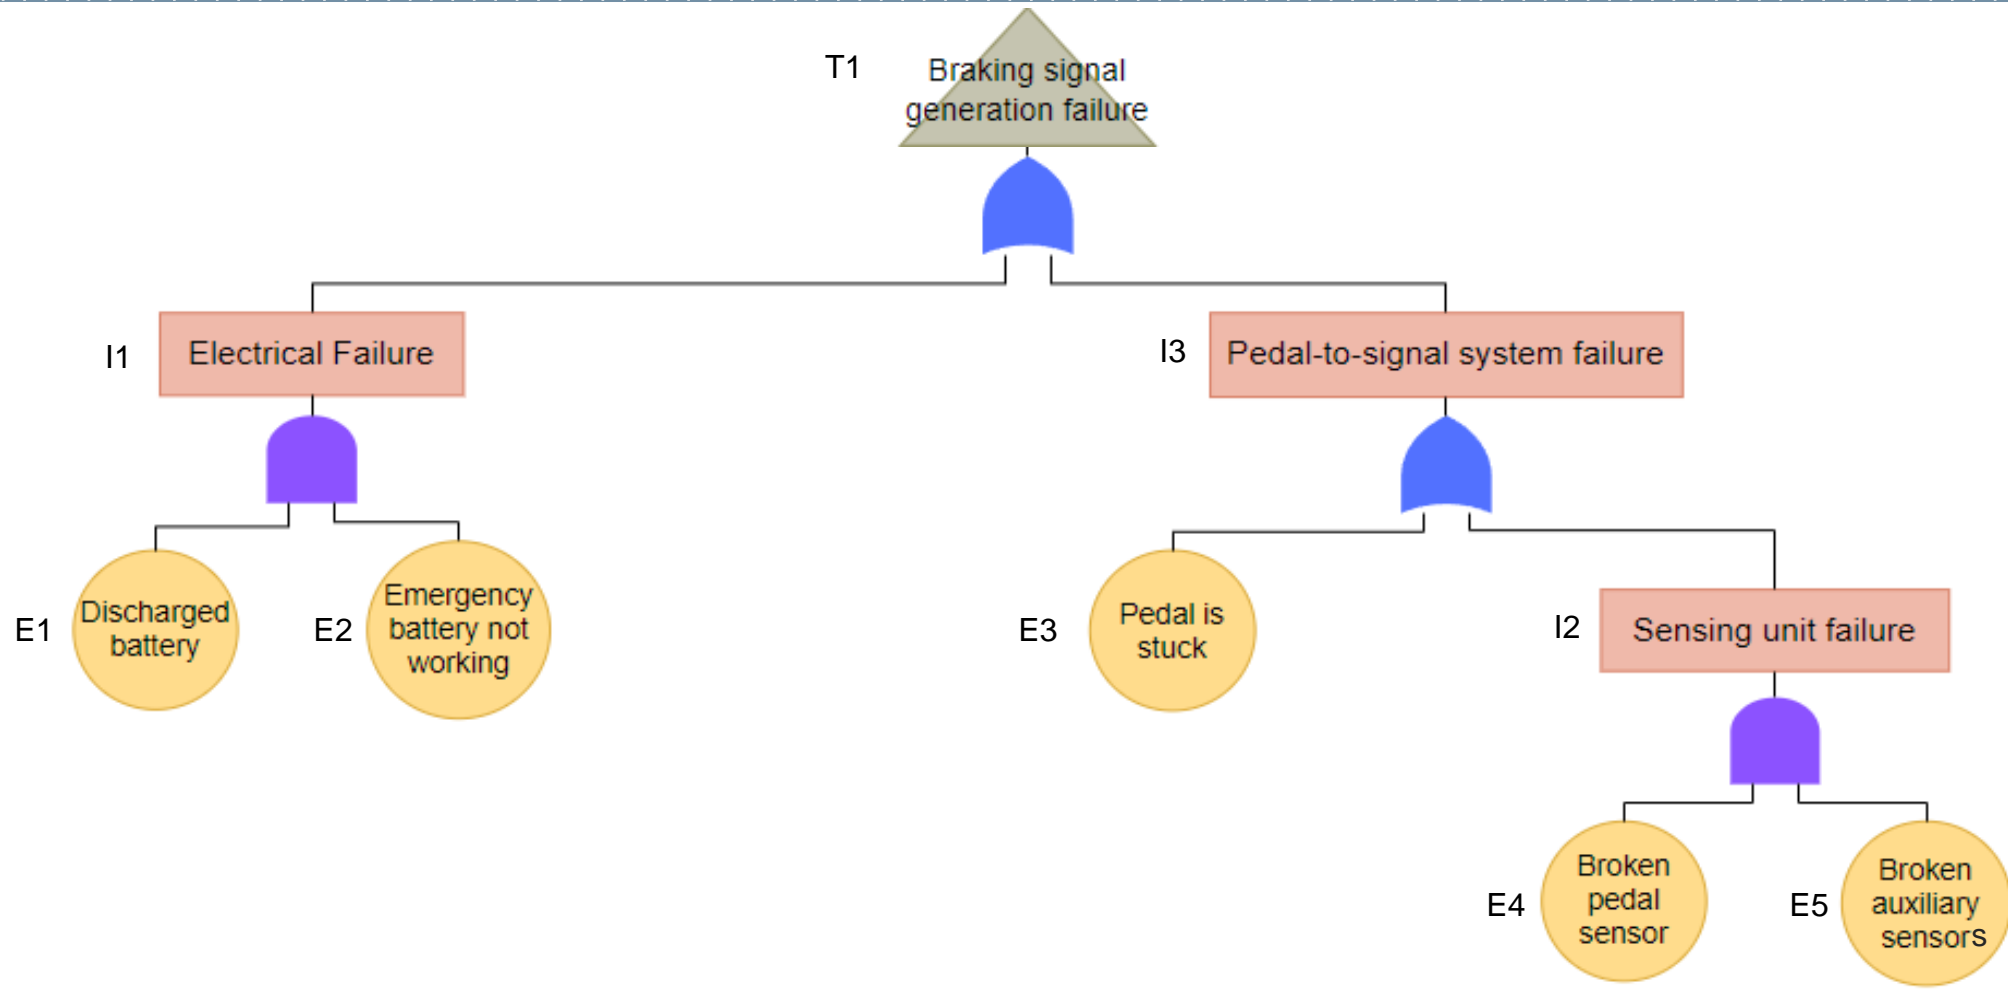 T1
Braking signal
generation failure
I1
Electrical Failure
I3
Pedal-to-signal system failure
E1
Discharged
battery
E2
Emergency
battery not
working
E3
Pedal is
stuck
I2
Sensing unit failure
E4
Broken
pedal
sensor
E5
Broken
auxiliary
sensors